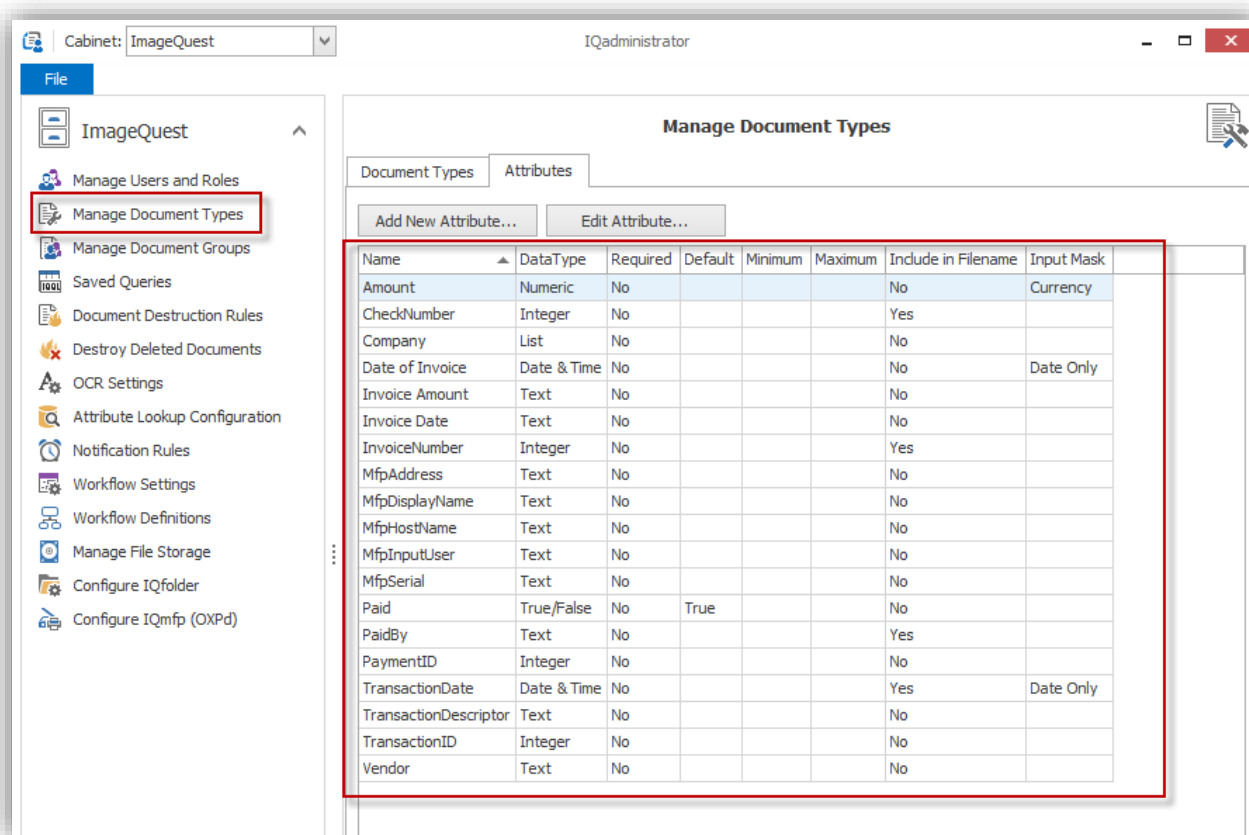 Cabinet: ImageQuest
IQadministrator
File
ImageQuest
Manage Users and Roles
Manage Document Types
Manage Document Groups
Saved Queries
Document Destruction Rules
Destroy Deleted Documents
OCR Settings
Attribute Lookup Configuration
Notification Rules
Workflow Settings
Workflow Definitions
Manage File Storage
Configure IQfolder
Configure IQmfp (OXPd)
Manage Document Types
Document Types Attributes
Add New Attribute... Edit Attribute...
Name DataType Required Default Minimum Maximum Include in Filename Input Mask
Amount Numeric No No Currency
CheckNumber Integer No Yes
Company List No No
Date of Invoice Date & Time No No Date Only
Invoice Amount Text No No
Invoice Date Text No No
InvoiceNumber Integer No Yes
MfpAddress Text No No
MfpDisplayName Text No No
MfpHostName Text No No
MfpInputUser Text No No
MfpSerial Text No No
Paid True/False No True No
PaidBy Text No Yes
PaymentID Integer No No
TransactionDate Date & Time No Yes Date Only
TransactionDescriptor Text No No
TransactionID Integer No No
Vendor Text No No